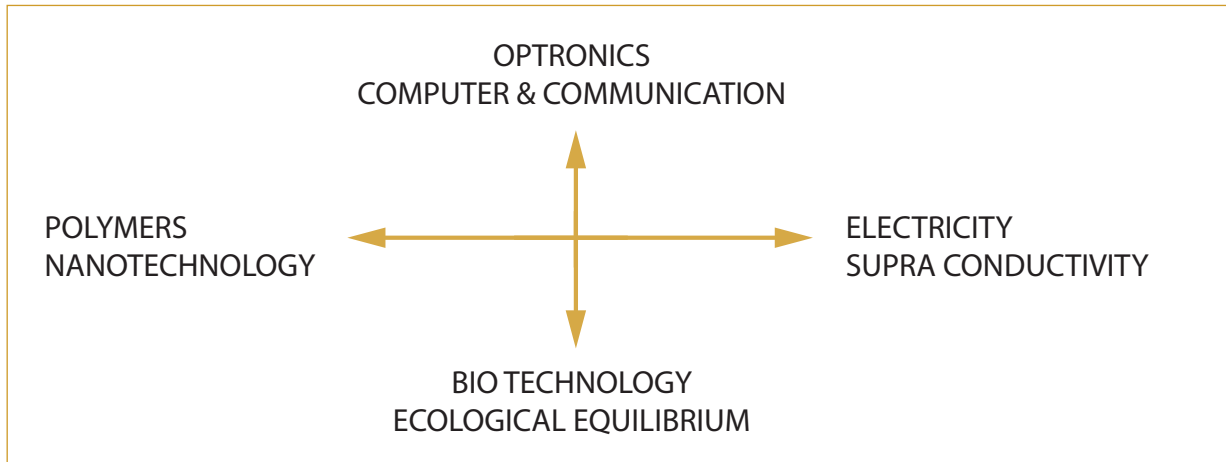 OPTRONICS
COMPUTER & COMMUNICATION
POLYMERS
NANOTECHNOLOGY
ELECTRICITY
SUPRA CONDUCTIVITY
BIO TECHNOLOGY
ECOLOGICAL EQUILIBRIUM